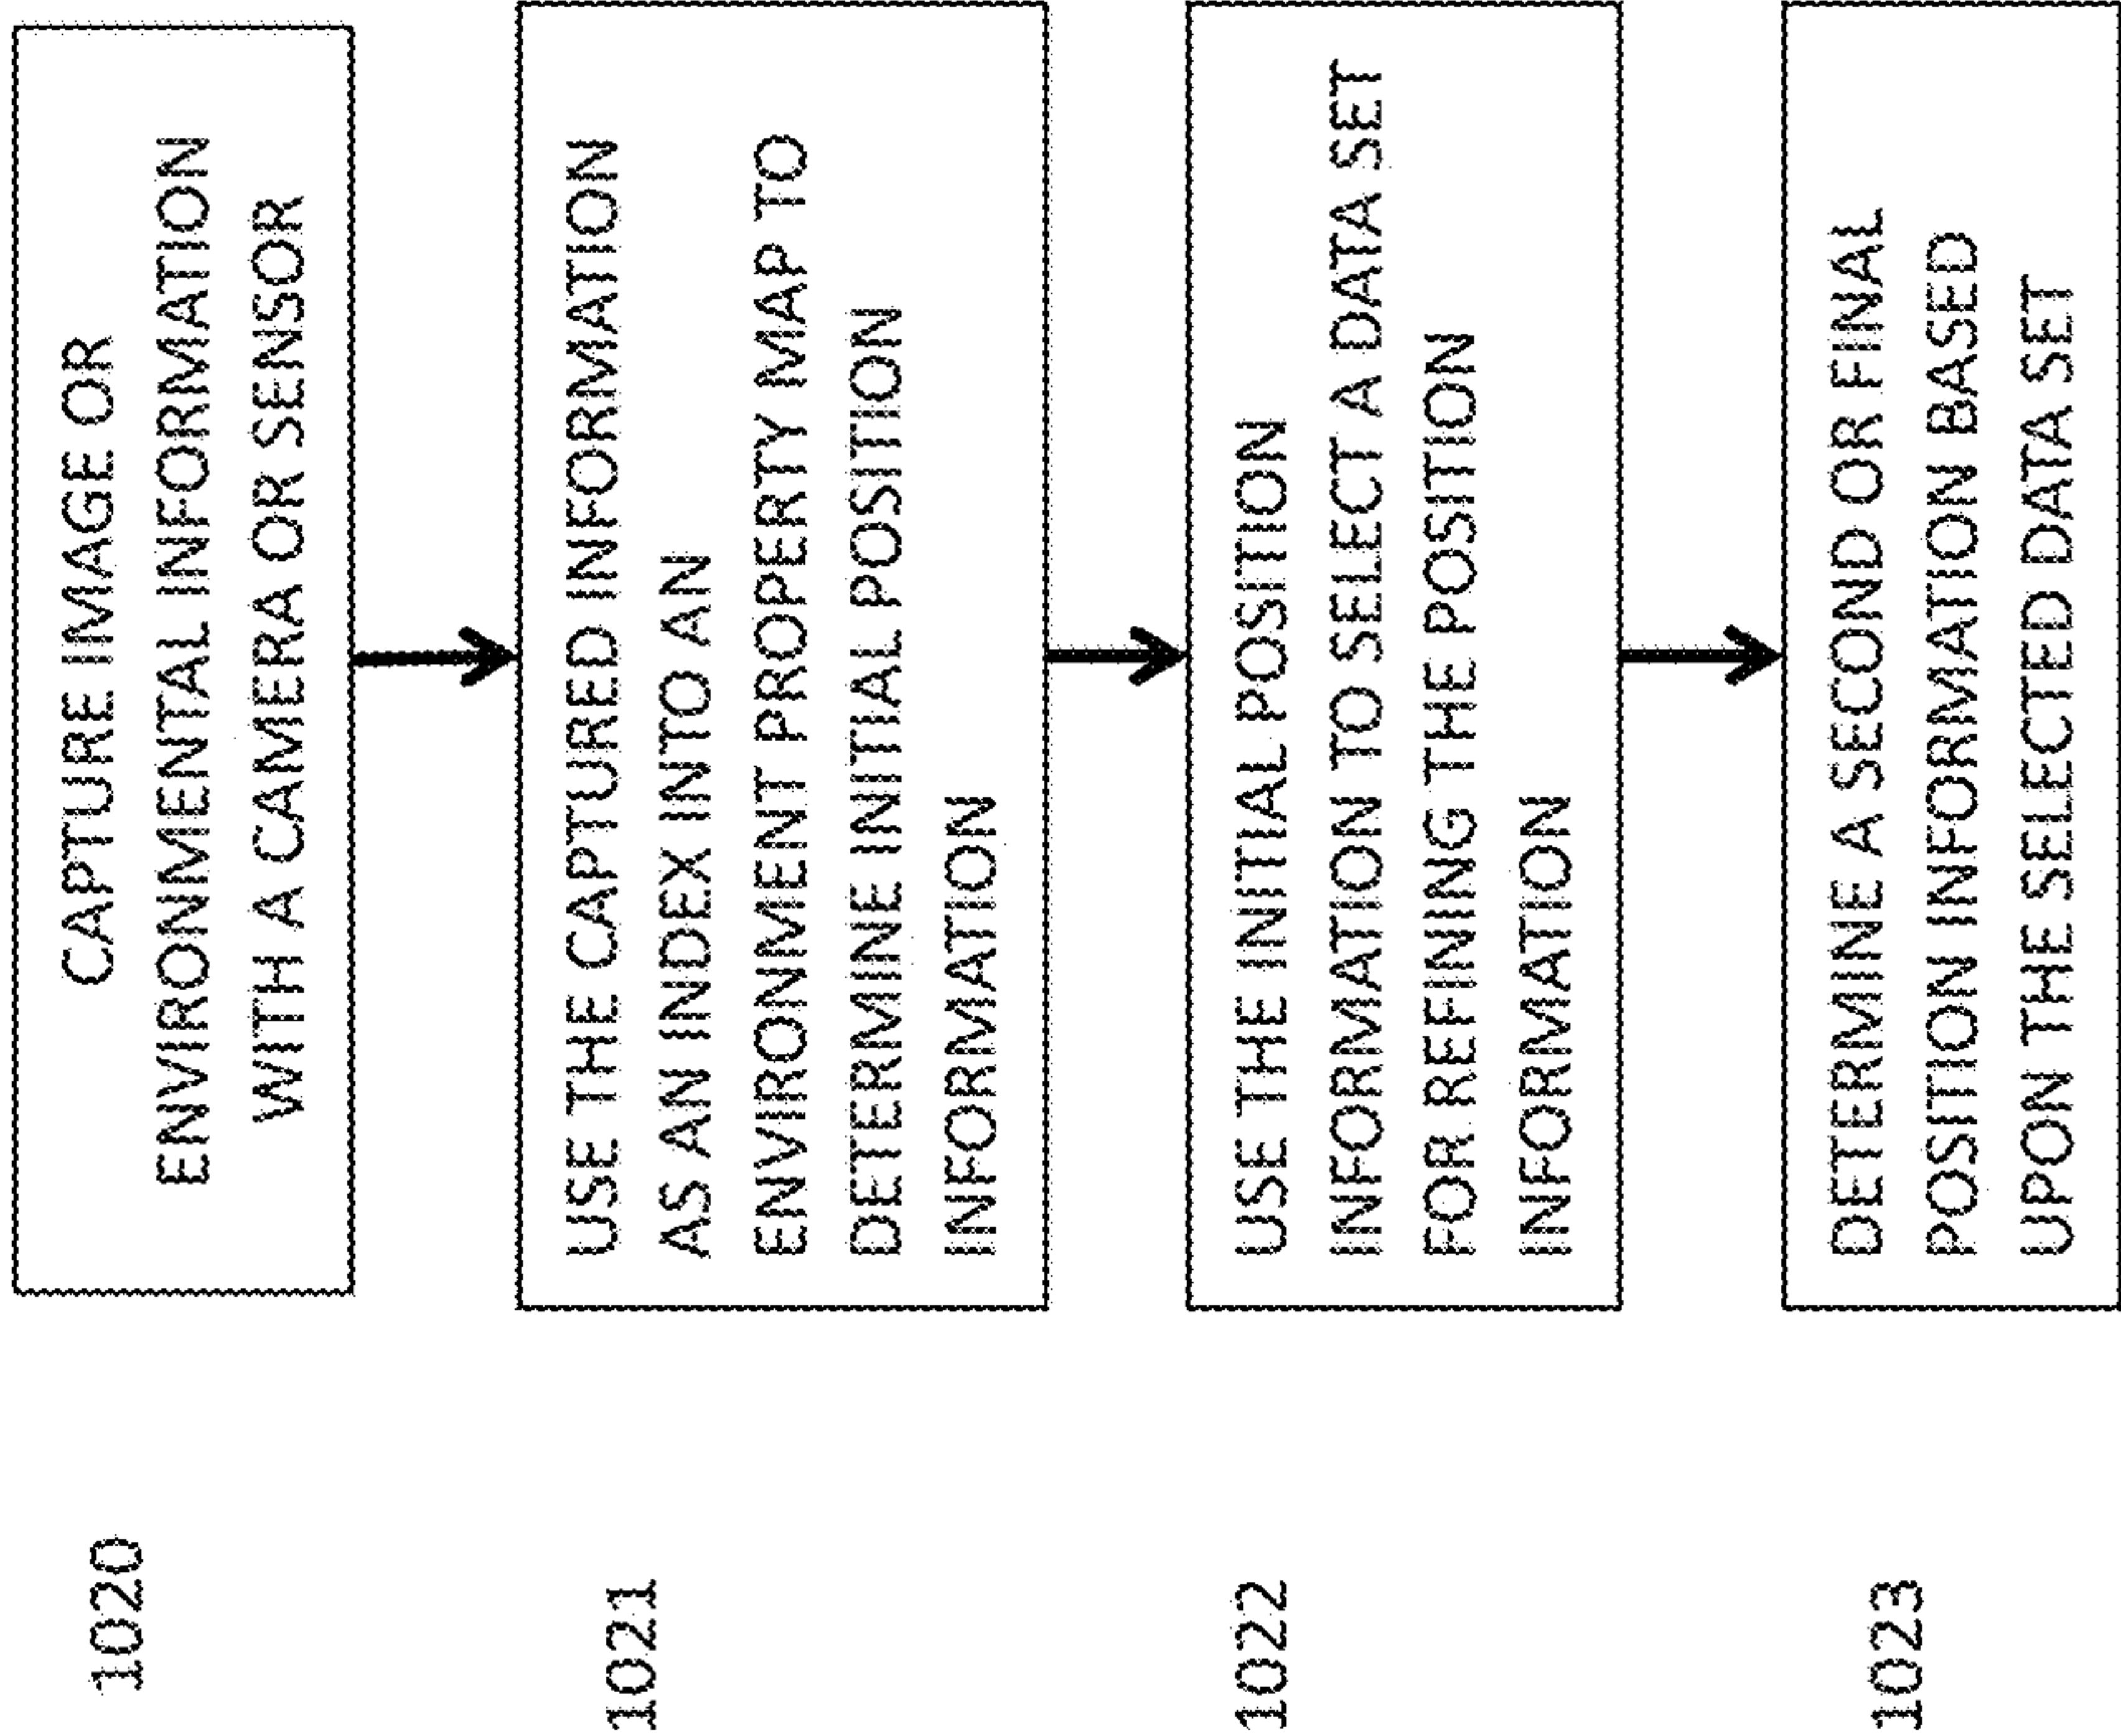 1020
CAPTURE IMAGE OR
ENVIRONMENTAL INFORMATION
WITH A CAMERA OR SENSOR
1021
USE THE CAPTURED INFORMATION
AS AN INDEX INTO AN
ENVIRONMENT PROPERTY MAP TO
DETERMINE INITIAL POSITION
INFORMATION
1022
USE THE INITIAL POSITION
INFORMATION TO SELECT A DATA SET
FOR REFINING THE POSITION
INFORMATION
1023
DETERMINE A SECOND OR FINAL
POSITION INFORMATION BASED
UPON THE SELECTED DATA SET